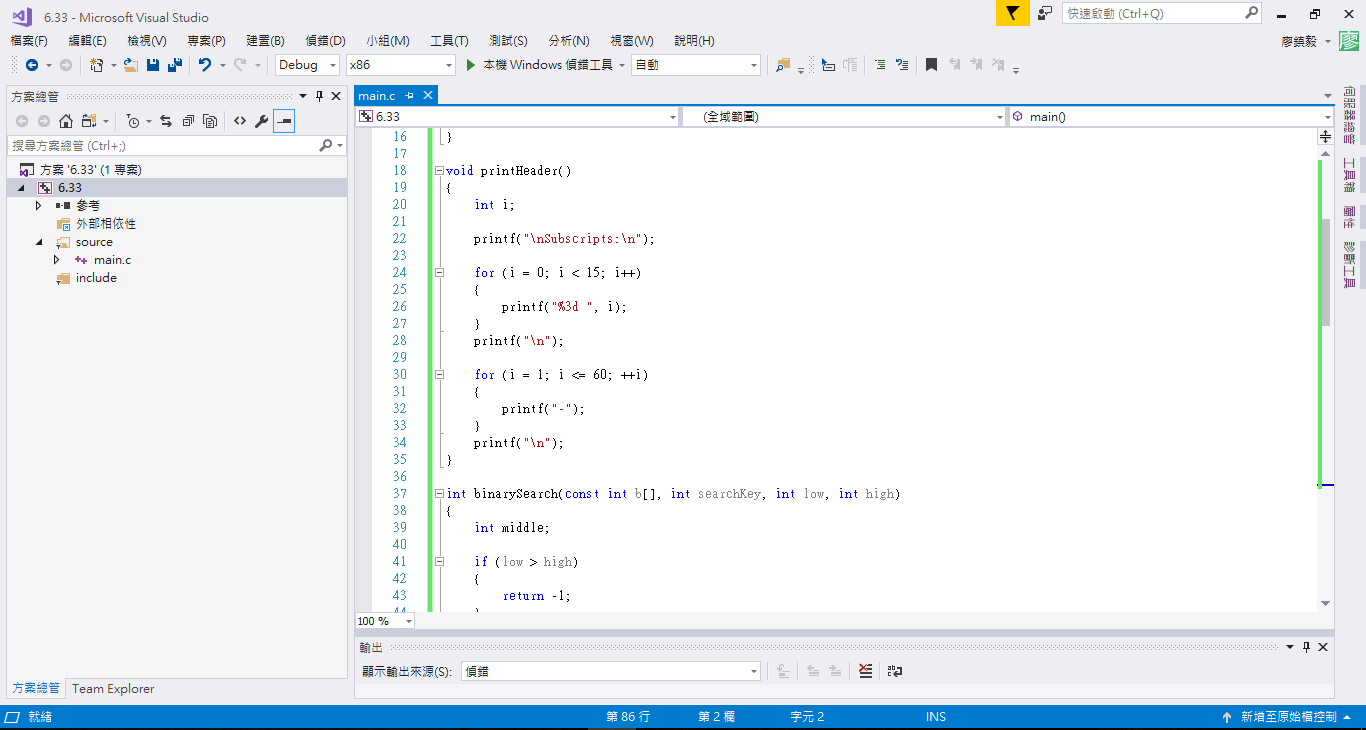 6.33 - Microsoft Visual Studio
快速啟動 (Ctrl+Q)
檔案(F) 編輯(E) 檢視(V) 專案(P) 建置(B) 偵錯(D) 小組(M) 工具(T) 測試(S) 分析(N) 視窗(W) 說明(H)
Debug x86 本機 Windows 偵錯工具 自動
方案總管
搜尋方案總管 (Ctrl+;)
方案 '6.33' (1 專案)
6.33
參考
外部相依性
source
main.c
include
方案總管 Team Explorer
main.c
6.33 (全域範圍) main()
16 }
17
18 void printHeader()
19 {
20 int i;
21
22 printf("\nSubscripts:\n");
23
24 for (i = 0; i < 15; i++)
25 {
26 printf("%3d ", i);
27 }
28 printf("\n");
29
30 for (i = 1; i <= 60; ++i)
31 {
32 printf("-");
33 }
34 printf("\n");
35 }
36
37 int binarySearch(const int b[], int searchKey, int low, int high)
38 {
39 int middle;
40
41 if (low > high)
42 {
43 return -1;
44 }
100 %
輸出
顯示輸出來源(S): 偵錯
伺服器總管
工具箱
屬性
診斷工具
就緒 第 86 行 第 2 欄 字元 2 INS 新增至原始檔控制